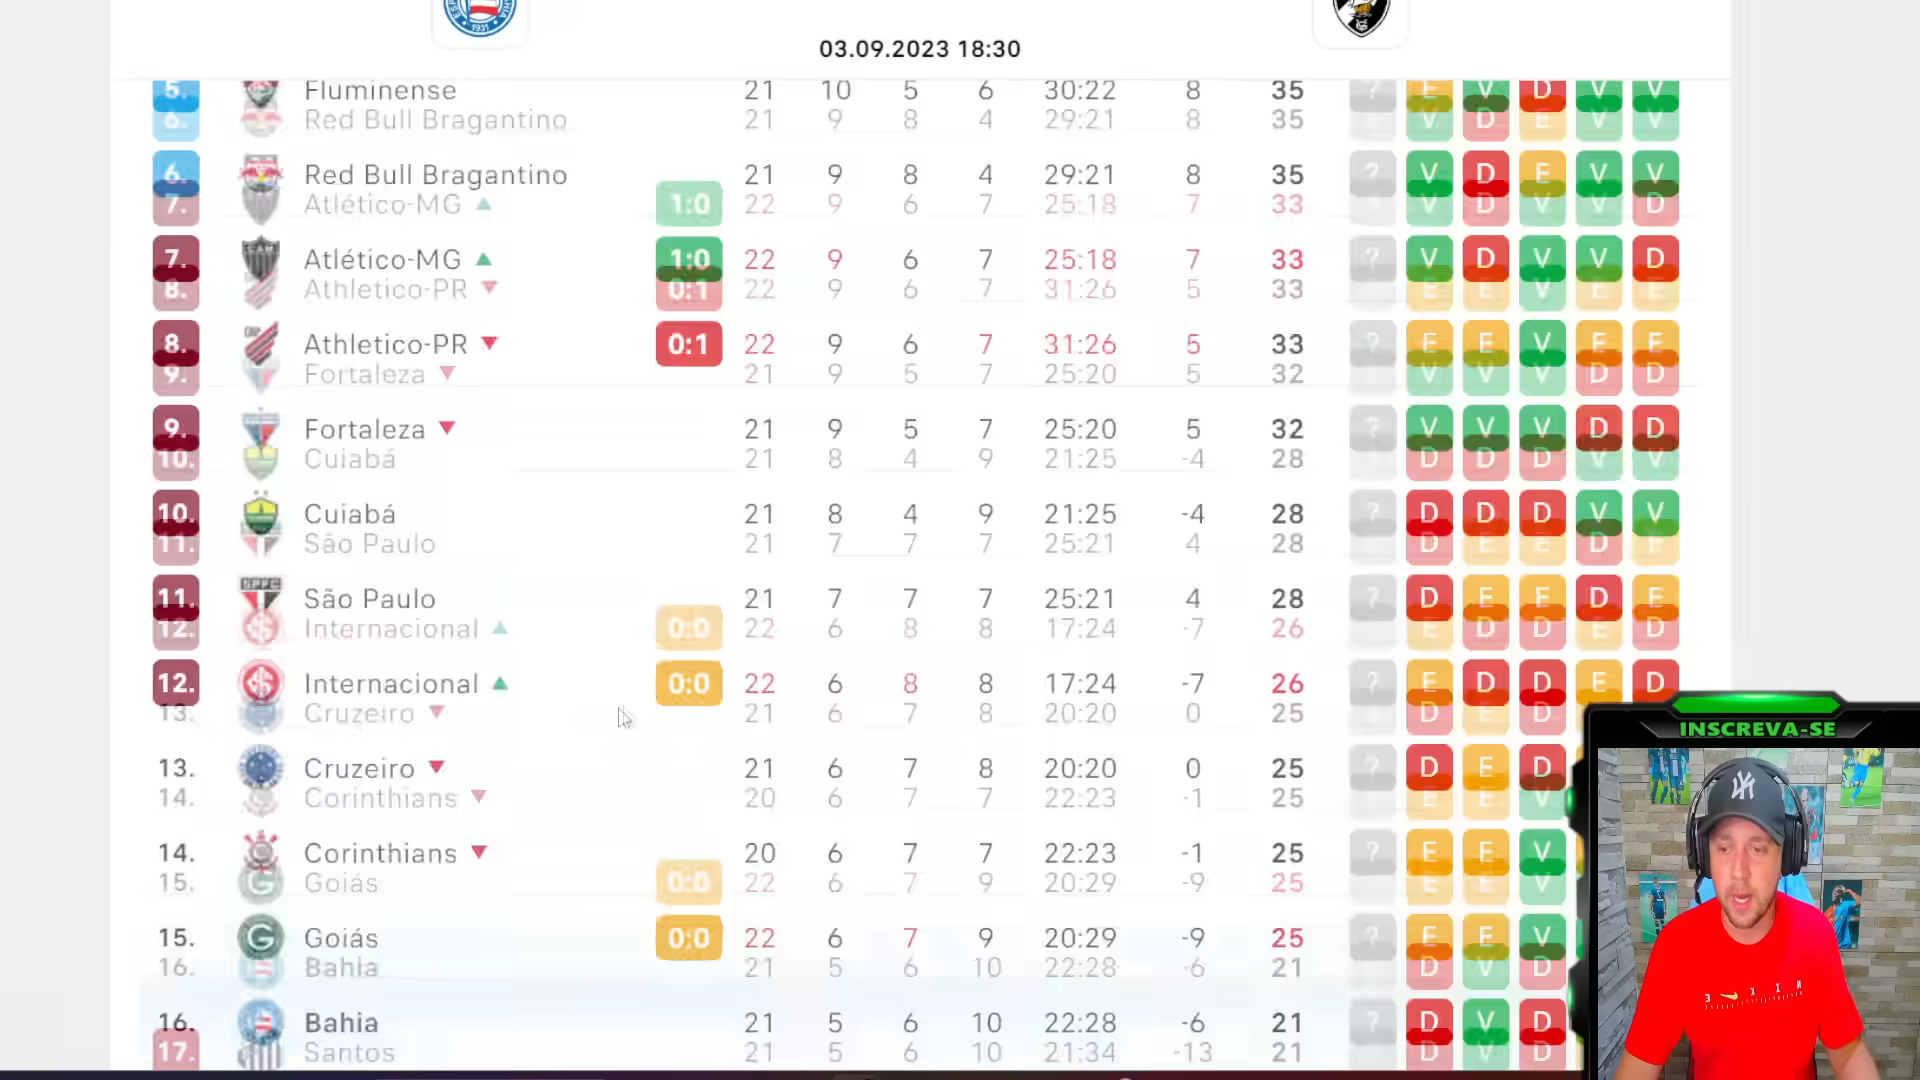 03.09.2023 18:30
5. Fluminense 21 10 5 6 30:22 8 35 ? E V D V V
6. Red Bull Bragantino 21 9 8 4 29:21 8 35 V D E V V
6. Red Bull Bragantino 21 9 8 4 29:21 8 35 ? V D E V V
7. Atlético-MG 1:0 22 9 6 7 25:18 7 33 V D V V D
7. Atlético-MG 1:0 22 9 6 7 25:18 7 33 ? V D V V D
8. Athletico-PR 0:1 22 9 6 7 31:26 5 33 E E V E E
8. Athletico-PR 0:1 22 9 6 7 31:26 5 33 ? E E V E E
9. Fortaleza 21 9 5 7 25:20 5 32 V V V D D
9. Fortaleza 21 9 5 7 25:20 5 32 ? V V V D D
10. Cuiabá 21 8 4 9 21:25 -4 28 D D D V V
10. Cuiabá 21 8 4 9 21:25 -4 28 ? D D D V V
11. São Paulo 21 7 7 7 25:21 4 28 D E E D E
11. São Paulo 21 7 7 7 25:21 4 28 ? D E E D E
12. Internacional 0:0 22 6 8 8 17:24 -7 26 E D D E D
12. Internacional 0:0 22 6 8 8 17:24 -7 26 ? E D D E D
13. Cruzeiro 21 6 7 8 20:20 0 25 D E D
13. Cruzeiro 21 6 7 8 20:20 0 25 ? D E D
14. Corinthians 20 6 7 7 22:23 -1 25 E E V
14. Corinthians 20 6 7 7 22:23 -1 25 ? E E V
15. Goiás 0:0 22 6 7 9 20:29 -9 25 E E V
15. Goiás 0:0 22 6 7 9 20:29 -9 25 ? E E V
16. Bahia 21 5 6 10 22:28 -6 21 D V D
16. Bahia 21 5 6 10 22:28 -6 21 ? D V D
17. Santos 21 5 6 10 21:34 -13 21 D V D
INSCREVA-SE